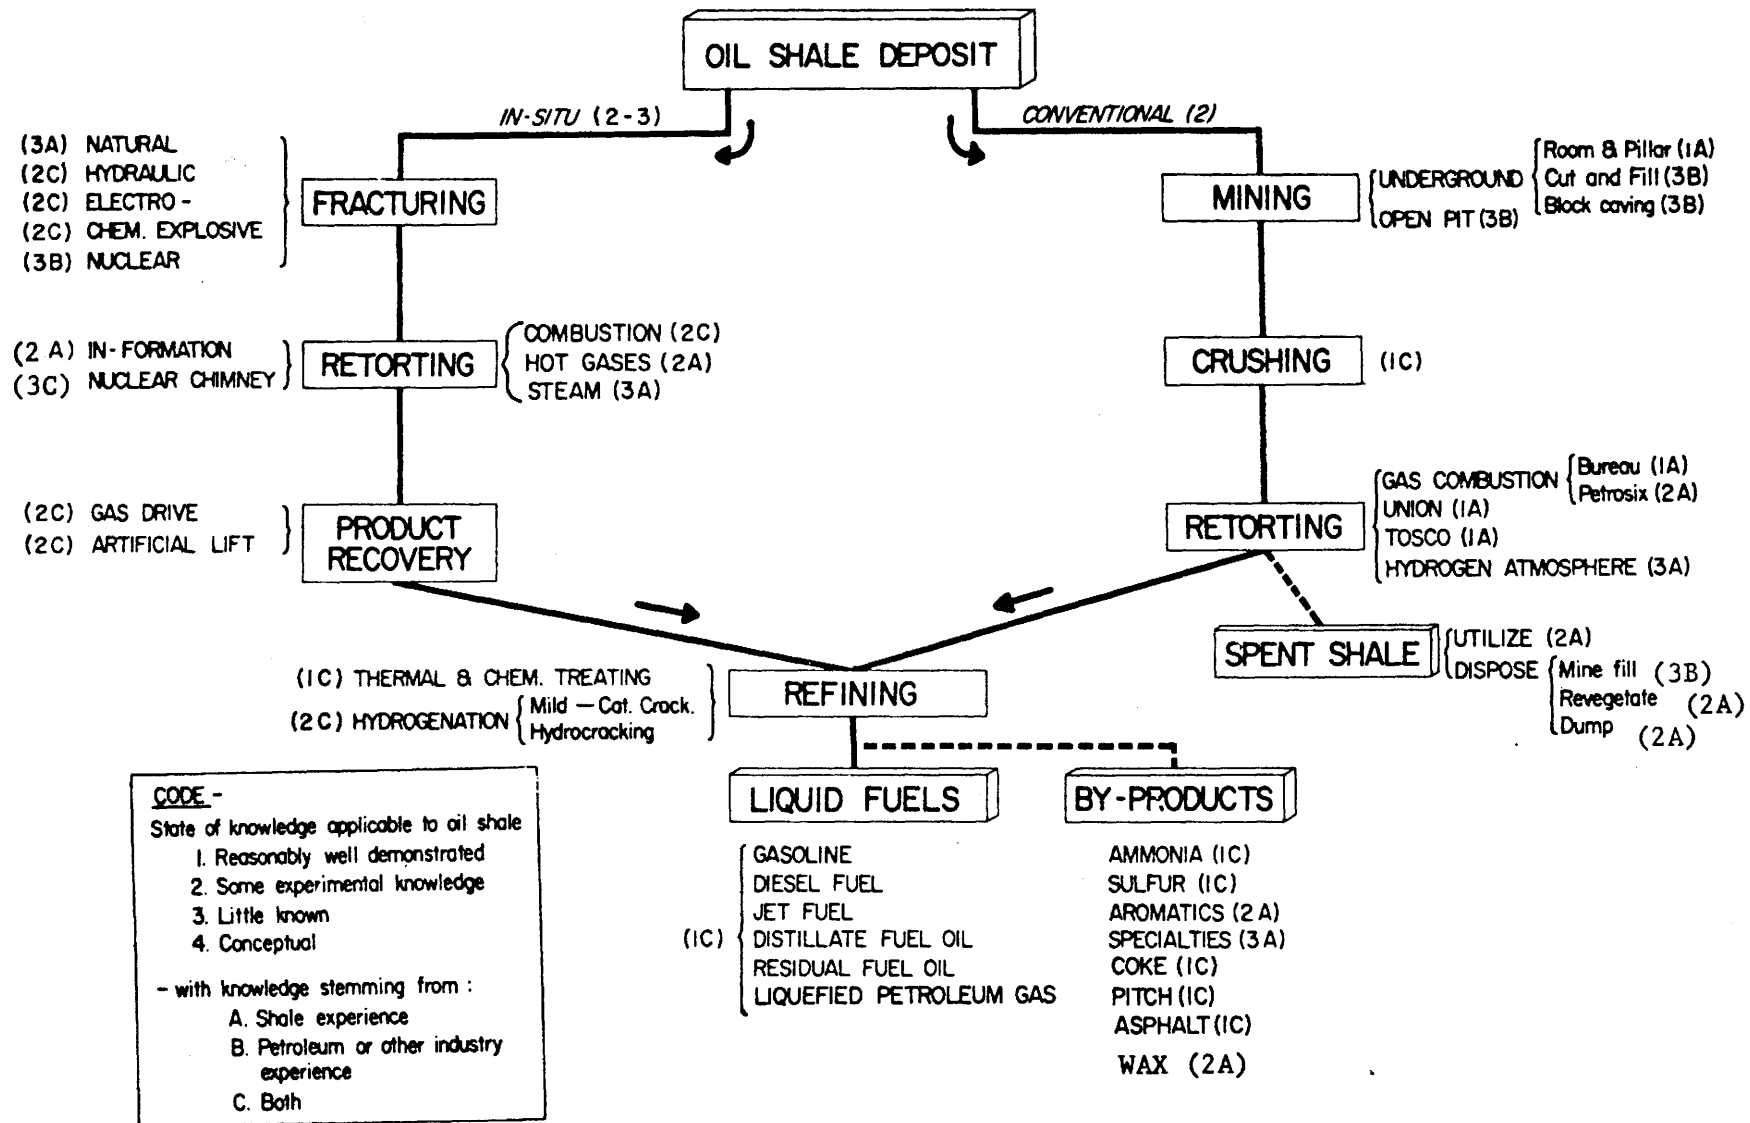 OIL SHALE DEPOSIT
IN-SITU (2-3)
CONVENTIONAL (2)
(3A) NATURAL
(2C) HYDRAULIC
(2C) ELECTRO -
(2C) CHEM. EXPLOSIVE
(3B) NUCLEAR
FRACTURING
MINING
UNDERGROUND
OPEN PIT (3B)
Room & Pillar (1A)
Cut and Fill (3B)
Block caving (3B)
(2A) IN-FORMATION
(3C) NUCLEAR CHIMNEY
RETORTING
COMBUSTION (2C)
HOT GASES (2A)
STEAM (3A)
CRUSHING
(1C)
(2C) GAS DRIVE
(2C) ARTIFICIAL LIFT
PRODUCT
RECOVERY
RETORTING
GAS COMBUSTION
Bureau (1A)
Petrosix (2A)
UNION (1A)
TOSCO (1A)
HYDROGEN ATMOSPHERE (3A)
SPENT SHALE
UTILIZE (2A)
DISPOSE
Mine fill (3B)
Revegetate (2A)
Dump (2A)
(1C) THERMAL & CHEM. TREATING
(2C) HYDROGENATION
Mild — Cat. Crack.
Hydrocracking
REFINING
LIQUID FUELS
BY-PRODUCTS
(1C)
GASOLINE
DIESEL FUEL
JET FUEL
DISTILLATE FUEL OIL
RESIDUAL FUEL OIL
LIQUEFIED PETROLEUM GAS
AMMONIA (1C)
SULFUR (1C)
AROMATICS (2A)
SPECIALTIES (3A)
COKE (1C)
PITCH (1C)
ASPHALT (1C)
WAX (2A)
CODE -
State of knowledge applicable to oil shale
1. Reasonably well demonstrated
2. Some experimental knowledge
3. Little known
4. Conceptual
- with knowledge stemming from :
A. Shale experience
B. Petroleum or other industry
experience
C. Both